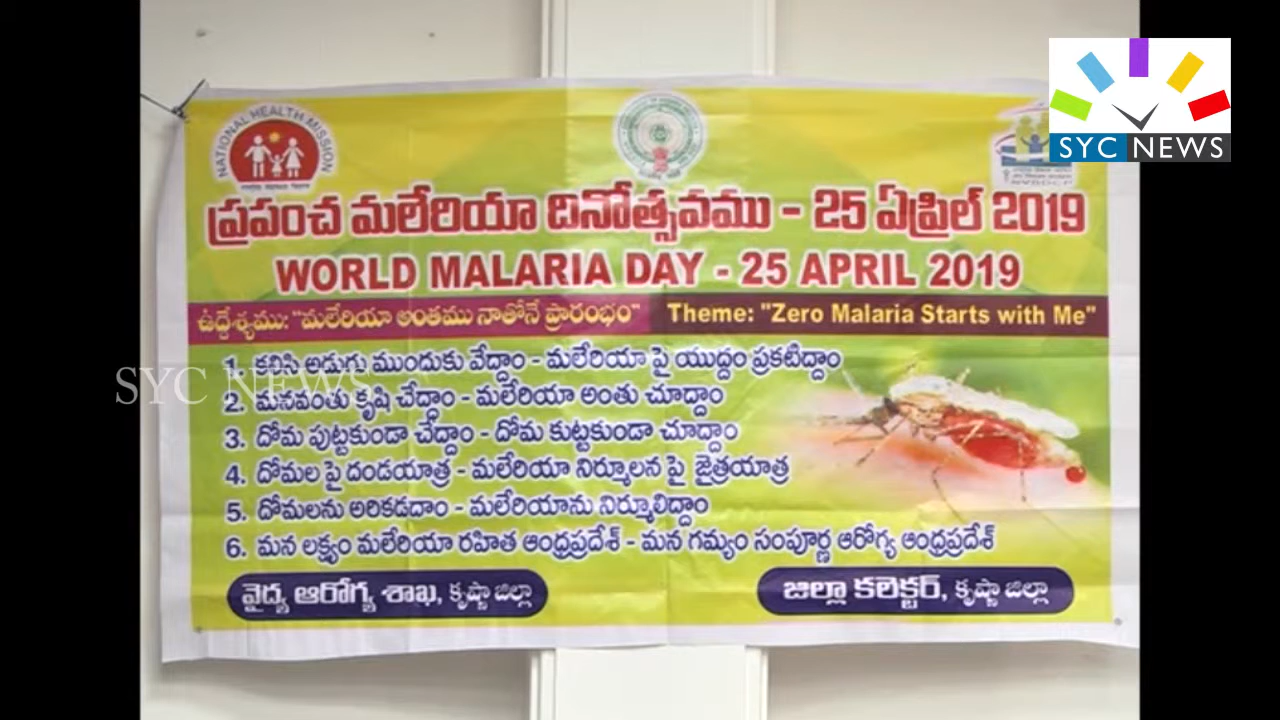 SYC NEWS
NATIONAL HEALTH MISSION
ప్రపంచ మలేరియా దినోత్సవము - 25 ఏప్రిల్ 2019
WORLD MALARIA DAY - 25 APRIL 2019
ఉద్దేశ్యము: "మలేరియా అంతము నాతోనే ప్రారంభం" Theme: "Zero Malaria Starts with Me"
1. కలిసి అడుగు ముందుకు వేద్దాం - మలేరియా పై యుద్దం ప్రకటిద్దాం
SYC NEWS
2. మనవంతు కృషి చేద్దాం - మలేరియా అంతు చూద్దాం
3. దోమ పుట్టకుండా చేద్దాం - దోమ కుట్టకుండా చూద్దాం
4. దోమల పై దండయాత్ర - మలేరియా నిర్మూలన పై జైత్రయాత్ర
5. దోమలను అరికడదాం - మలేరియాను నిర్మూలిద్దాం
6. మన లక్ష్యం మలేరియా రహిత ఆంధ్రప్రదేశ్ - మన గమ్యం సంపూర్ణ ఆరోగ్య ఆంధ్రప్రదేశ్
వైద్య ఆరోగ్య శాఖ, కృష్ణా జిల్లా జిల్లా కలెక్టర్, కృష్ణా జిల్లా